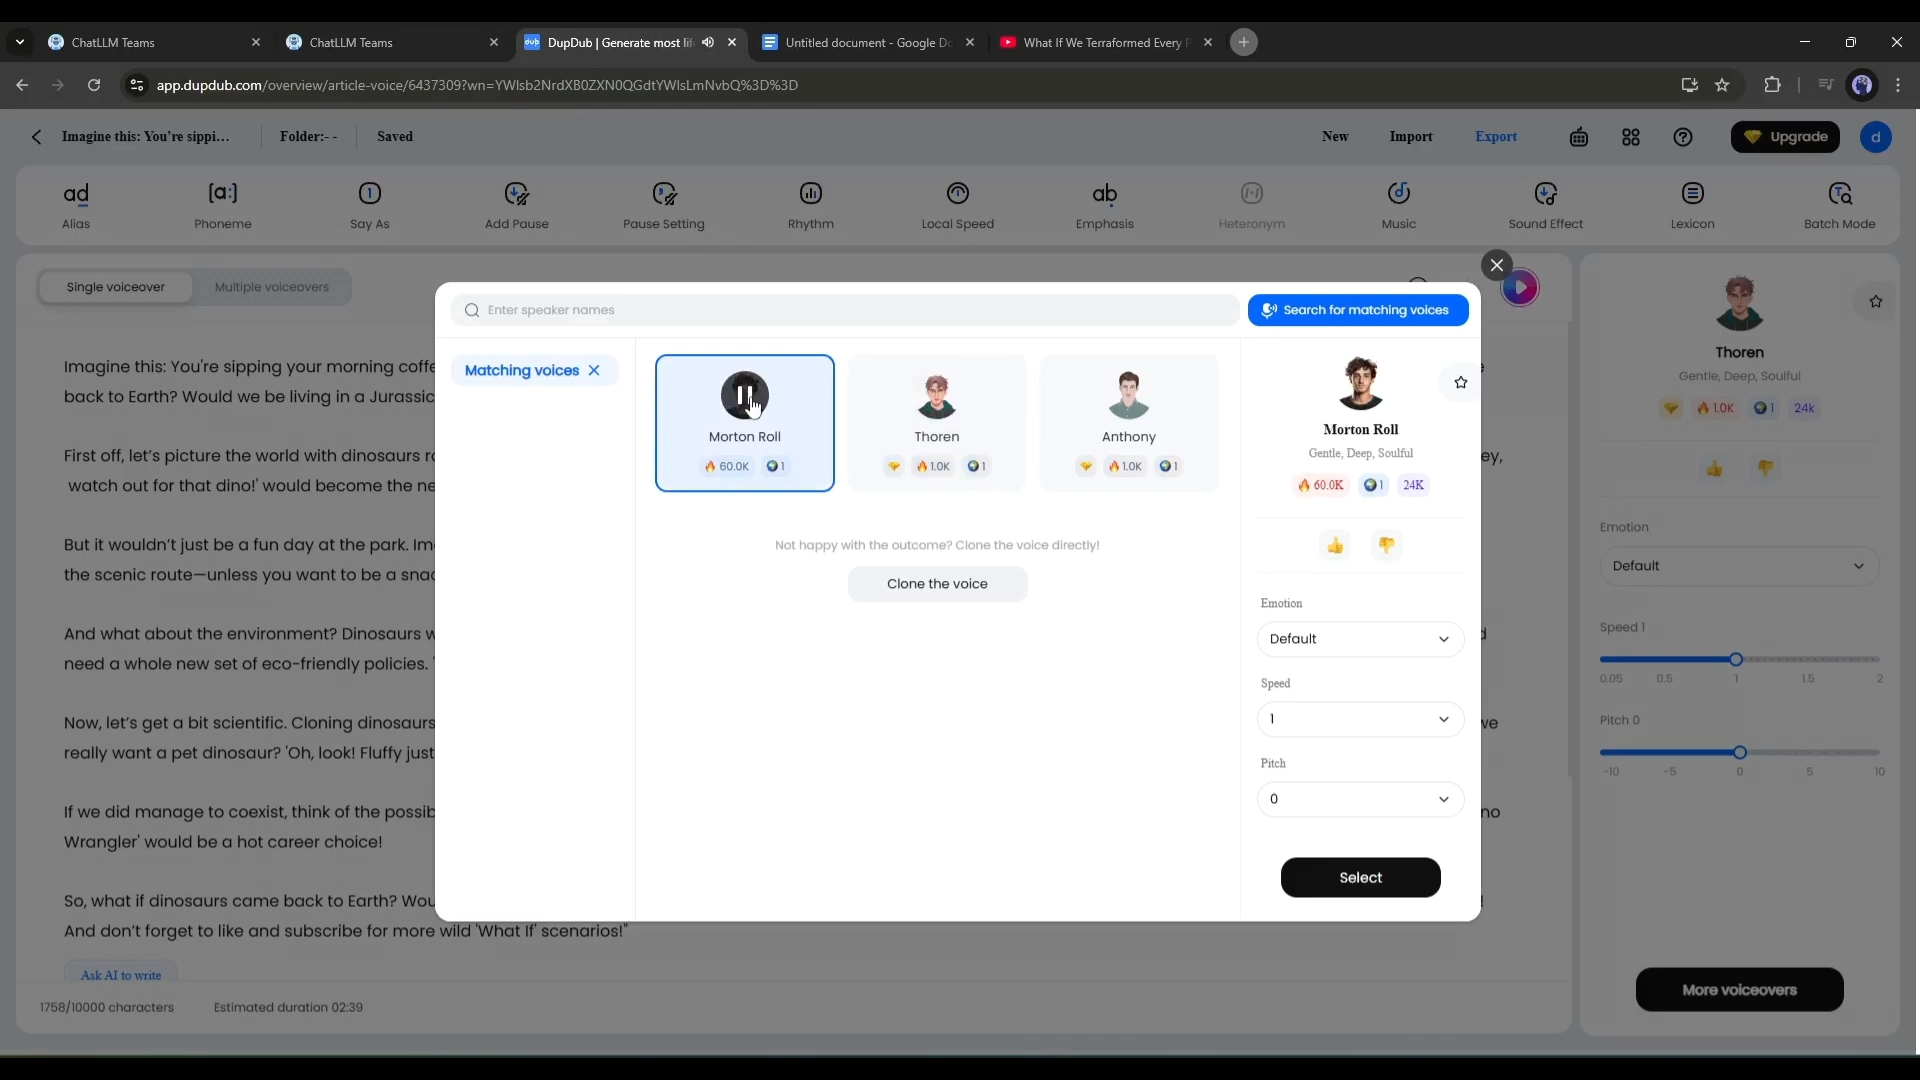 ChatLLM Teams
ChatLLM Teams
dub DupDub | Generate most lif
Untitled document - Google Do
What If We Terraformed Every P
app.dupdub.com/overview/article-voice/6437309?wn=YWlsb2NrdXB0ZXN0QGdtYWlsLmNvbQ%3D%3D
Imagine this: You're sippi...
Folder:- -
Saved
New
Import
Export
Upgrade
d
Alias
Phoneme
Say As
Add Pause
Pause Setting
Rhythm
Local Speed
Emphasis
Heteronym
Music
Sound Effect
Lexicon
Batch Mode
Single voiceover
Multiple voiceovers
Enter speaker names
Search for matching voices
Matching voices
Morton Roll
60.0K 1
Thoren
1.0K 1
Anthony
1.0K 1
Not happy with the outcome? Clone the voice directly!
Clone the voice
Morton Roll
Gentle, Deep, Soulful
60.0K 1 24K
Emotion
Default
Speed
1
Pitch
0
Select
Thoren
Gentle, Deep, Soulful
1.0K 1 24k
Emotion
Default
Speed 1
0.05 0.5 1 1.5 2
Pitch 0
-10 -5 0 5 10
More voiceovers
Imagine this: You're sipping your morning coffe
back to Earth? Would we be living in a Jurassic
First off, let's picture the world with dinosaurs ro
ey,
watch out for that dino!' would become the ne
But it wouldn't just be a fun day at the park. Im
the scenic route—unless you want to be a snac
And what about the environment? Dinosaurs w
need a whole new set of eco-friendly policies. '
Now, let's get a bit scientific. Cloning dinosaurs
we
really want a pet dinosaur? 'Oh, look! Fluffy just
If we did manage to coexist, think of the possib
no
Wrangler' would be a hot career choice!
So, what if dinosaurs came back to Earth? Wou
And don't forget to like and subscribe for more wild 'What If' scenarios!"
Ask AI to write
1758/10000 characters
Estimated duration 02:39